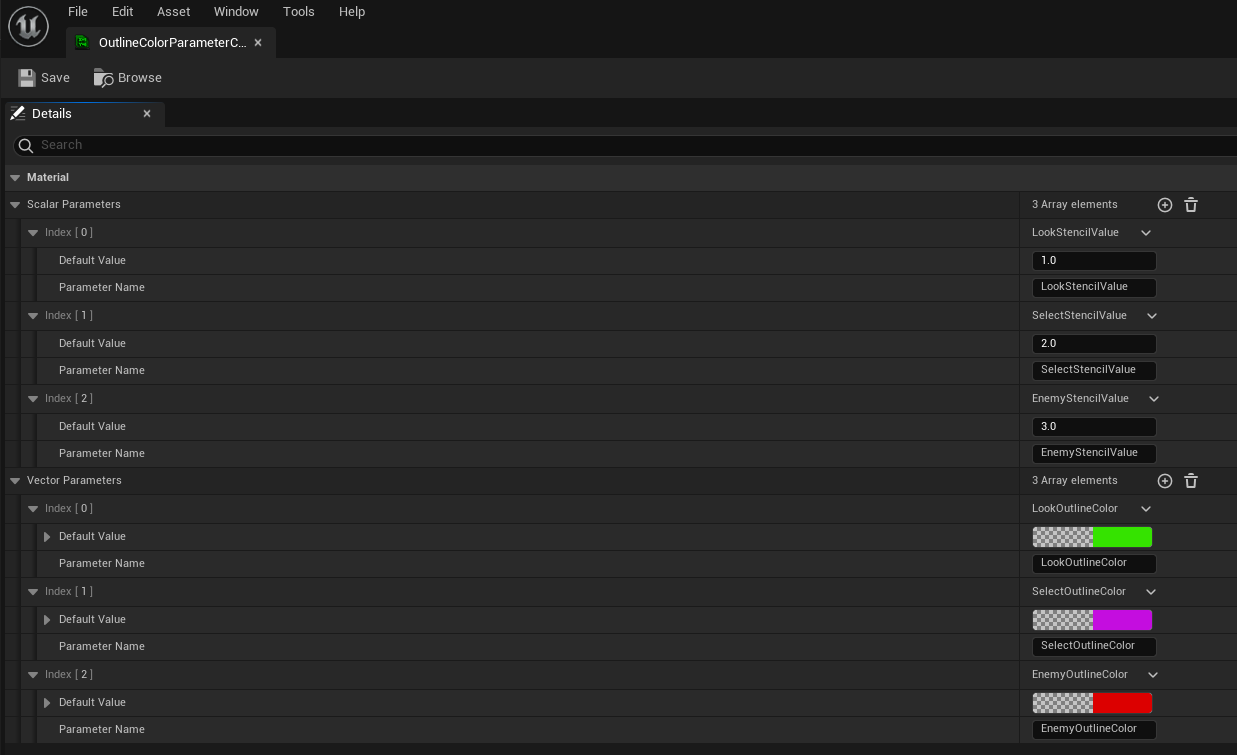 File Edit Asset Window Tools Help
OutlineColorParameterC...
Save Browse
Details
Search
Material
Scalar Parameters 3 Array elements
Index [ 0 ] LookStencilValue
Default Value 1.0
Parameter Name LookStencilValue
Index [ 1 ] SelectStencilValue
Default Value 2.0
Parameter Name SelectStencilValue
Index [ 2 ] EnemyStencilValue
Default Value 3.0
Parameter Name EnemyStencilValue
Vector Parameters 3 Array elements
Index [ 0 ] LookOutlineColor
Default Value
Parameter Name LookOutlineColor
Index [ 1 ] SelectOutlineColor
Default Value
Parameter Name SelectOutlineColor
Index [ 2 ] EnemyOutlineColor
Default Value
Parameter Name EnemyOutlineColor